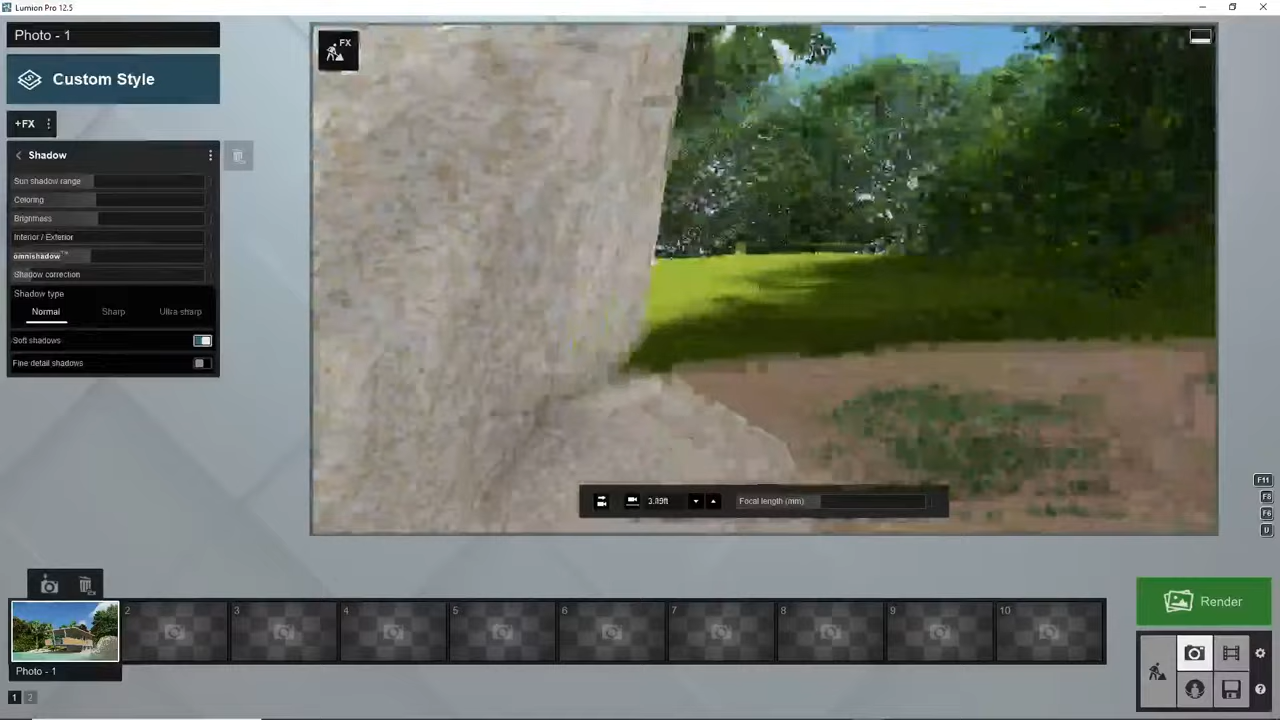 Lumion Pro 12.5
Photo - 1
FX
Custom Style
+FX
Shadow
Sun shadow range
Coloring
Brightness
Interior / Exterior
omnishadow™
Shadow correction
Shadow type
Normal
Sharp
Ultra sharp
Soft shadows
Fine detail shadows
3.89ft
Focal length (mm)
F11
F8
F6
U
2
3
4
5
6
7
8
9
10
Render
Photo - 1
1
2